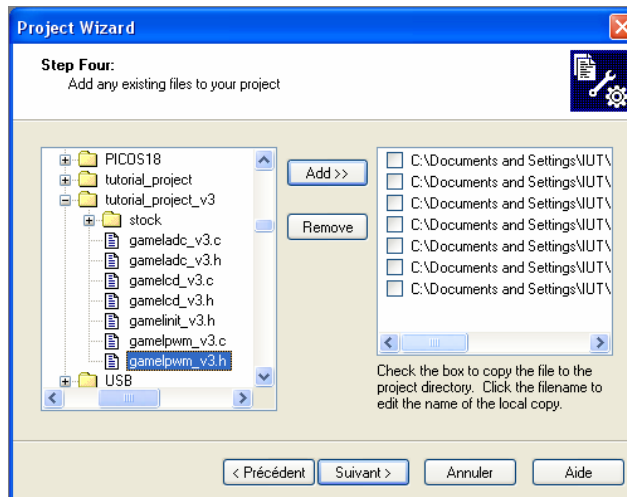 Project Wizard
Step Four:
Add any existing files to your project
PICOS18
tutorial_project
tutorial_project_v3
stock
gameladc_v3.c
gameladc_v3.h
gamelcd_v3.c
gamelcd_v3.h
gamelinit_v3.h
gamelpwm_v3.c
gamelpwm_v3.h
USB
Add >>
Remove
C:\Documents and Settings\IUT\
C:\Documents and Settings\IUT\
C:\Documents and Settings\IUT\
C:\Documents and Settings\IUT\
C:\Documents and Settings\IUT\
C:\Documents and Settings\IUT\
C:\Documents and Settings\IUT\
Check the box to copy the file to the
project directory. Click the filename to
edit the name of the local copy.
< Précédent
Suivant >
Annuler
Aide